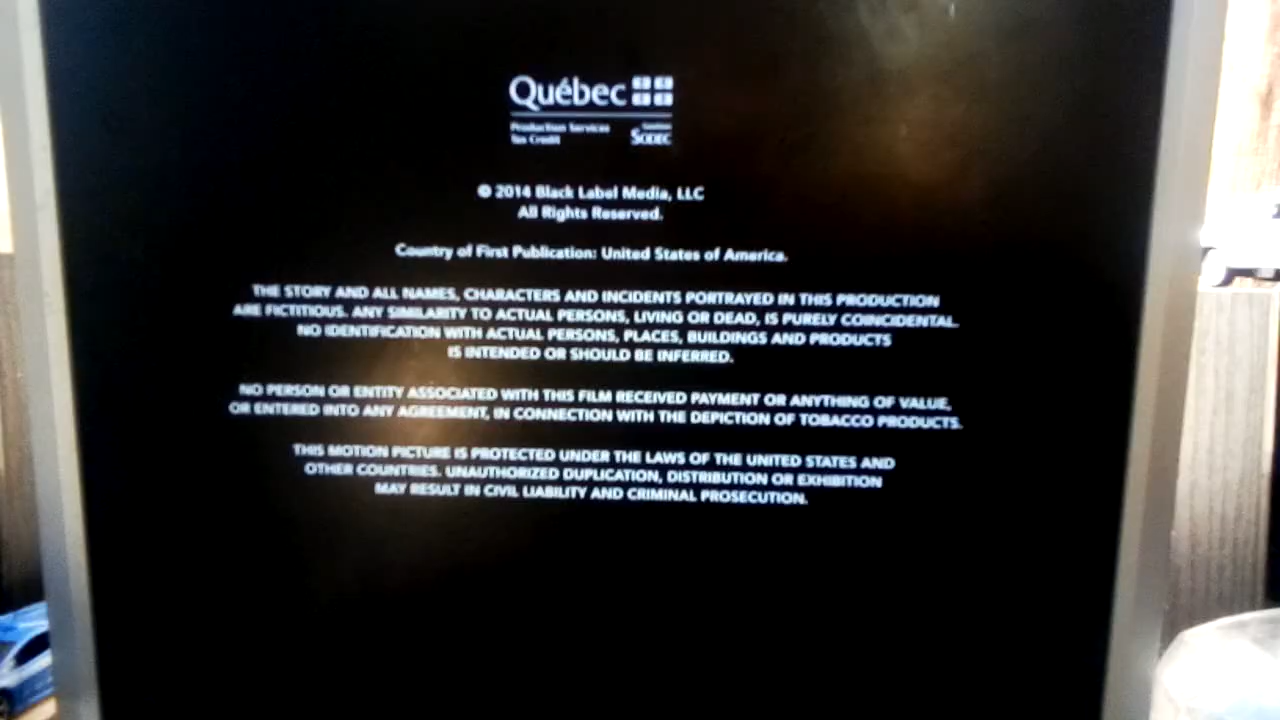 Québec
Production Services
Tax Credit
SODEC
© 2014 Black Label Media, LLC
All Rights Reserved.
Country of First Publication: United States of America.
THE STORY AND ALL NAMES, CHARACTERS AND INCIDENTS PORTRAYED IN THIS PRODUCTION
ARE FICTITIOUS. ANY SIMILARITY TO ACTUAL PERSONS, LIVING OR DEAD, IS PURELY COINCIDENTAL.
NO IDENTIFICATION WITH ACTUAL PERSONS, PLACES, BUILDINGS AND PRODUCTS
IS INTENDED OR SHOULD BE INFERRED.
NO PERSON OR ENTITY ASSOCIATED WITH THIS FILM RECEIVED PAYMENT OR ANYTHING OF VALUE,
OR ENTERED INTO ANY AGREEMENT, IN CONNECTION WITH THE DEPICTION OF TOBACCO PRODUCTS.
THIS MOTION PICTURE IS PROTECTED UNDER THE LAWS OF THE UNITED STATES AND
OTHER COUNTRIES. UNAUTHORIZED DUPLICATION, DISTRIBUTION OR EXHIBITION
MAY RESULT IN CIVIL LIABILITY AND CRIMINAL PROSECUTION.